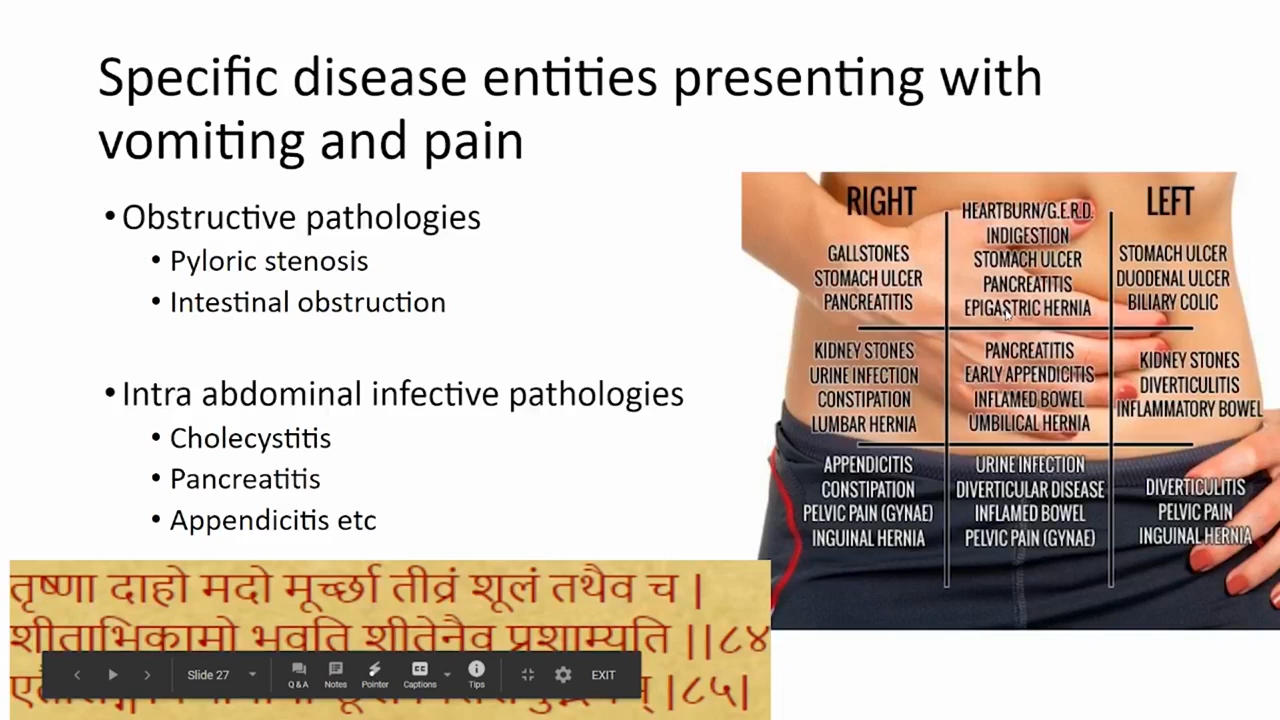 Specific disease entities presenting with
vomiting and pain
• Obstructive pathologies
• Pyloric stenosis
• Intestinal obstruction
• Intra abdominal infective pathologies
• Cholecystitis
• Pancreatitis
• Appendicitis etc
RIGHT
GALLSTONES
STOMACH ULCER
PANCREATITIS
HEARTBURN/G.E.R.D.
INDIGESTION
STOMACH ULCER
PANCREATITIS
EPIGASTRIC HERNIA
LEFT
STOMACH ULCER
DUODENAL ULCER
BILIARY COLIC
KIDNEY STONES
URINE INFECTION
CONSTIPATION
LUMBAR HERNIA
PANCREATITIS
EARLY APPENDICITIS
INFLAMED BOWEL
UMBILICAL HERNIA
KIDNEY STONES
DIVERTICULITIS
INFLAMMATORY BOWEL
APPENDICITIS
CONSTIPATION
PELVIC PAIN (GYNAE)
INGUINAL HERNIA
URINE INFECTION
DIVERTICULAR DISEASE
INFLAMED BOWEL
PELVIC PAIN (GYNAE)
DIVERTICULITIS
PELVIC PAIN
INGUINAL HERNIA
तृष्णा दाहो मदो मूर्च्छा तीव्रं शूलं तथैव च |
शीताभिकामो भवति शीतेनैव प्रशाम्यति ||८४
|८५|
Slide 27
Q & A
Notes
Pointer
Captions
Tips
EXIT